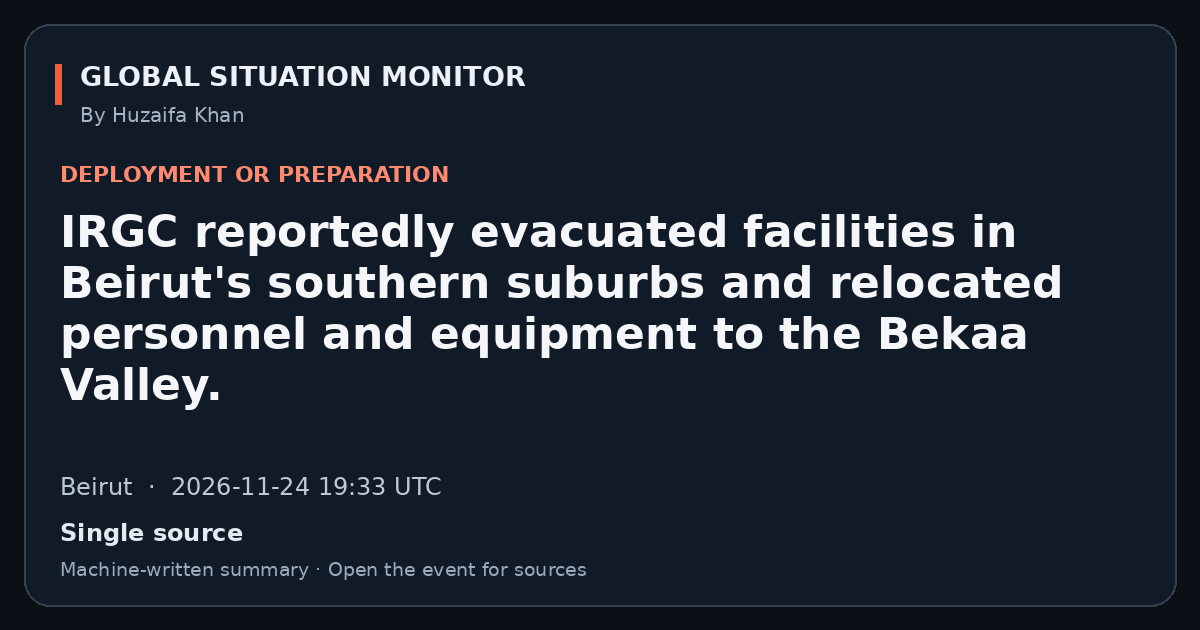 GLOBAL SITUATION MONITOR
By Huzaifa Khan
DEPLOYMENT OR PREPARATION
IRGC reportedly evacuated facilities in
Beirut's southern suburbs and relocated
personnel and equipment to the Bekaa
Valley.
Beirut · 2026-11-24 19:33 UTC
Single source
Machine-written summary · Open the event for sources